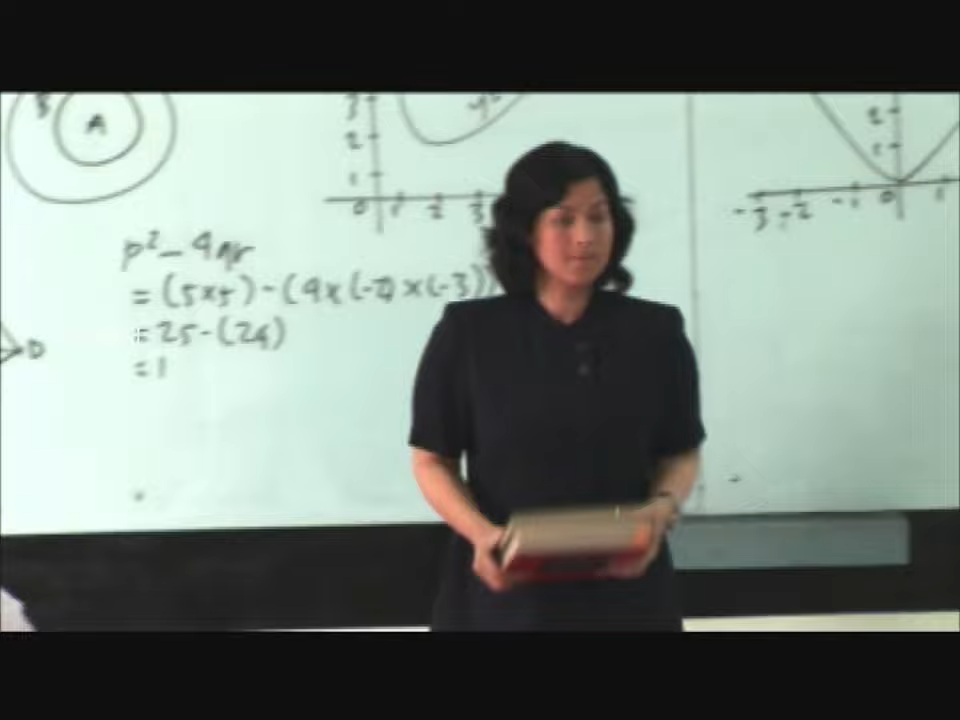 B A
3 y²
2
1
0 1 2 3
2
1
-3 -2 -1 0 1
p² - 4qr
= (5x5) - (4x(-2)x(-3))
= 25 - (24)
= 1
D